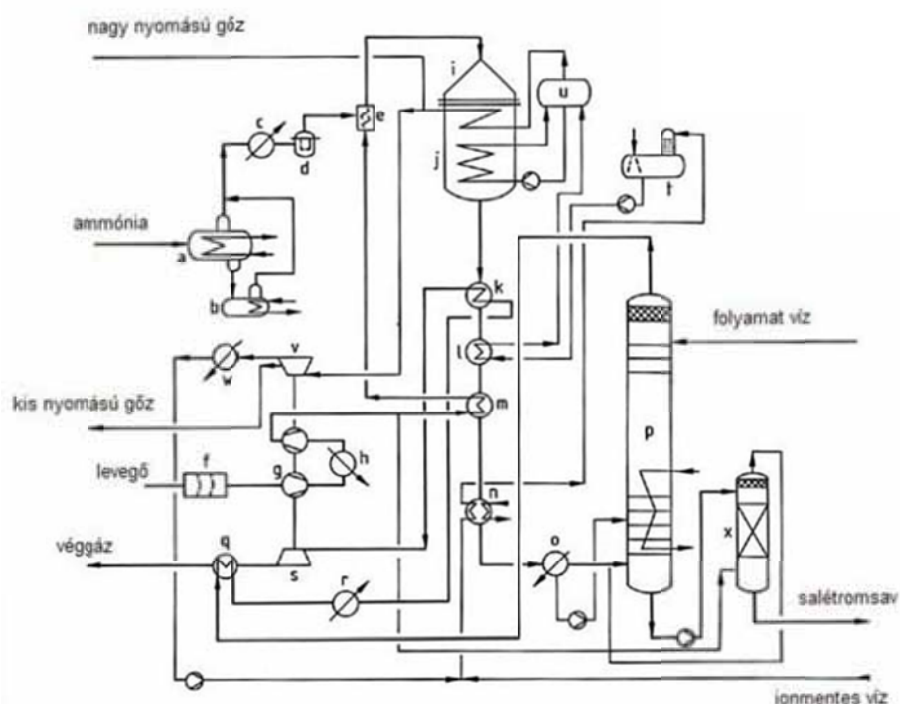 nagy nyomású gőz
i
u
e
c
d
j
t
ammónia
a
b
k
folyamat víz
l
v
w
m
kis nyomású gőz
p
f
h
levegő
g
n
x
véggáz
q
o
s
r
salétromsav
ionmentes víz